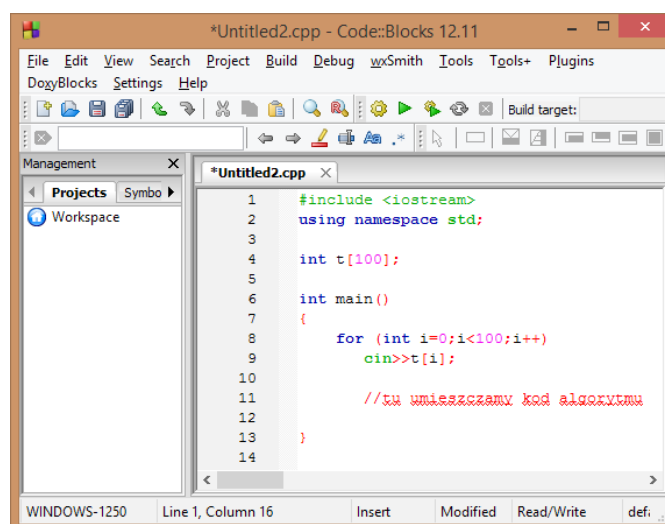 *Untitled2.cpp - Code::Blocks 12.11
File Edit View Search Project Build Debug wxSmith Tools Tools+ Plugins
DoxyBlocks Settings Help
Build target:
Management
*Untitled2.cpp
Projects Symbo
Workspace
1 #include <iostream>
2 using namespace std;
3
4 int t[100];
5
6 int main()
7 {
8 for (int i=0;i<100;i++)
9 cin>>t[i];
10
11 //tu umieszczamy kod algorytmu
12
13 }
14
WINDOWS-1250 Line 1, Column 16 Insert Modified Read/Write defa